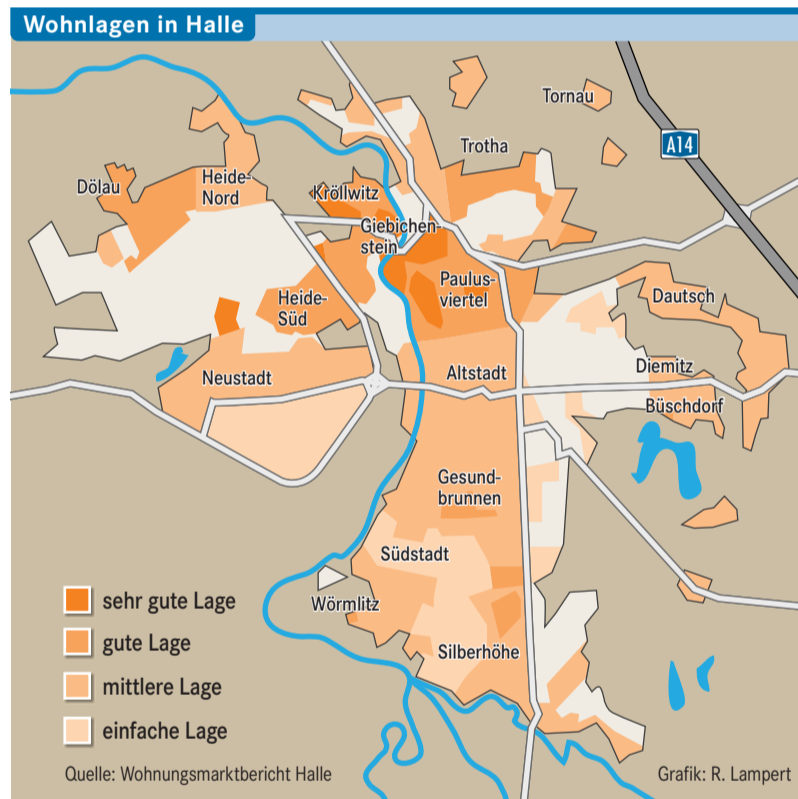 Wohnlagen in Halle
Tornau
A14
Trotha
Dölau
Heide-
Nord
Kröllwitz
Giebichen-
stein
Paulus-
viertel
Heide-
Süd
Dautsch
Neustadt
Altstadt
Diemitz
Büschdorf
Gesund-
brunnen
Südstadt
Wörmlitz
Silberhöhe
sehr gute Lage
gute Lage
mittlere Lage
einfache Lage
Quelle: Wohnungsmarktbericht Halle
Grafik: R. Lampert